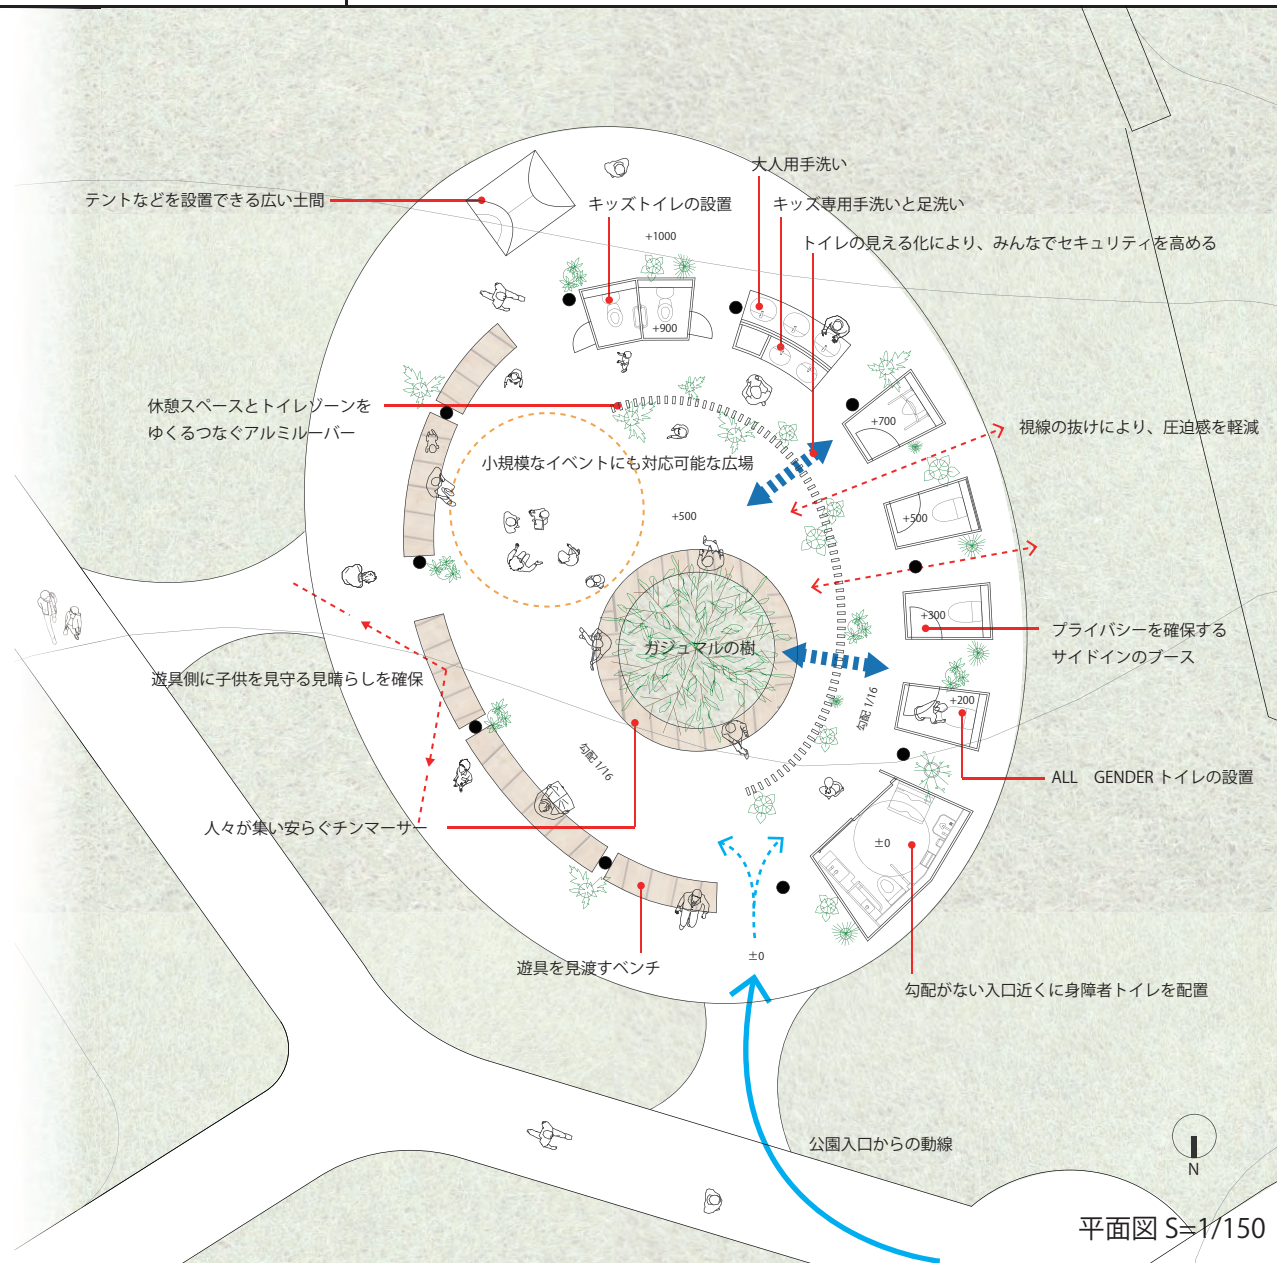 大人用手洗い
テントなどを設置できる広い土間
キッズトイレの設置
キッズ専用手洗いと足洗い
+1000
トイレの見える化により、みんなでセキュリティを高める
+900
休憩スペースとトイレゾーンを
ゆくるつなぐアルミルーバー
+700
視線の抜けにより、圧迫感を軽減
小規模なイベントにも対応可能な広場
+500
+500
+300
プライバシーを確保する
サイドインのブース
ガジュマルの樹
遊具側に子供を見守る見晴らしを確保
+200
勾配 1/16
勾配 1/16
ALL GENDER トイレの設置
人々が集い安らぐチンマーサー
±0
±0
遊具を見渡すベンチ
勾配がない入口近くに身障者トイレを配置
公園入口からの動線
N
平面図 S=1/150